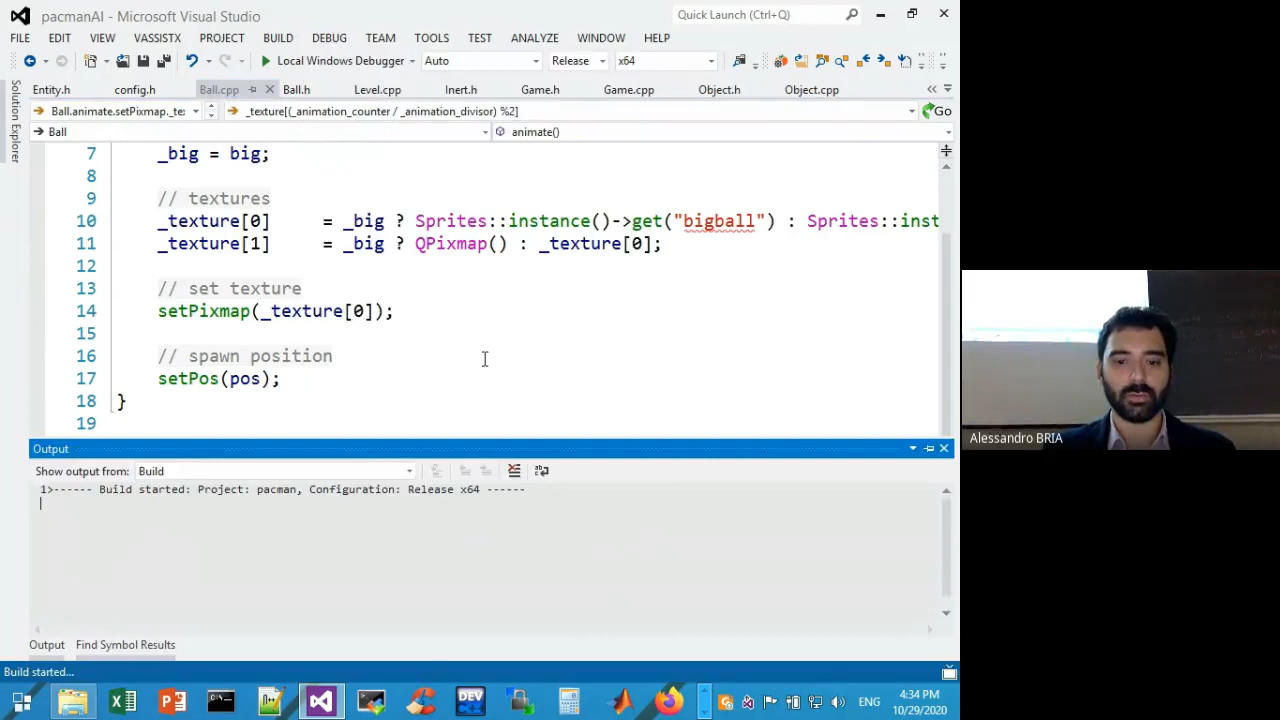 pacmanAI - Microsoft Visual Studio
Quick Launch (Ctrl+Q)
FILE EDIT VIEW VASSISTX PROJECT BUILD DEBUG TEAM TOOLS TEST ANALYZE WINDOW HELP
Local Windows Debugger Auto Release x64
Solution Explorer
Entity.h config.h Ball.cpp Ball.h Level.cpp Inert.h Game.h Game.cpp Object.h Object.cpp
Ball.animate.setPixmap._te: _texture[(_animation_counter / _animation_divisor) %2] Go
Ball animate()
7 _big = big;
8
9 // textures
10 _texture[0] = _big ? Sprites::instance()->get("bigball") : Sprites::inst
11 _texture[1] = _big ? QPixmap() : _texture[0];
12
13 // set texture
14 setPixmap(_texture[0]);
15
16 // spawn position
17 setPos(pos);
18 }
19
Output
Show output from: Build
1>------ Build started: Project: pacman, Configuration: Release x64 ------
Output Find Symbol Results
Build started...
DEV
ENG
4:34 PM
10/29/2020
Alessandro BRIA